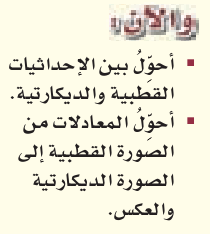 والآن
▪ أحوِّلُ بين الإحداثيات
القطبية والديكارتية.
▪ أحوِّلُ المعادلات من
الصورة القطبية إلى
الصورة الديكارتية
والعكس.